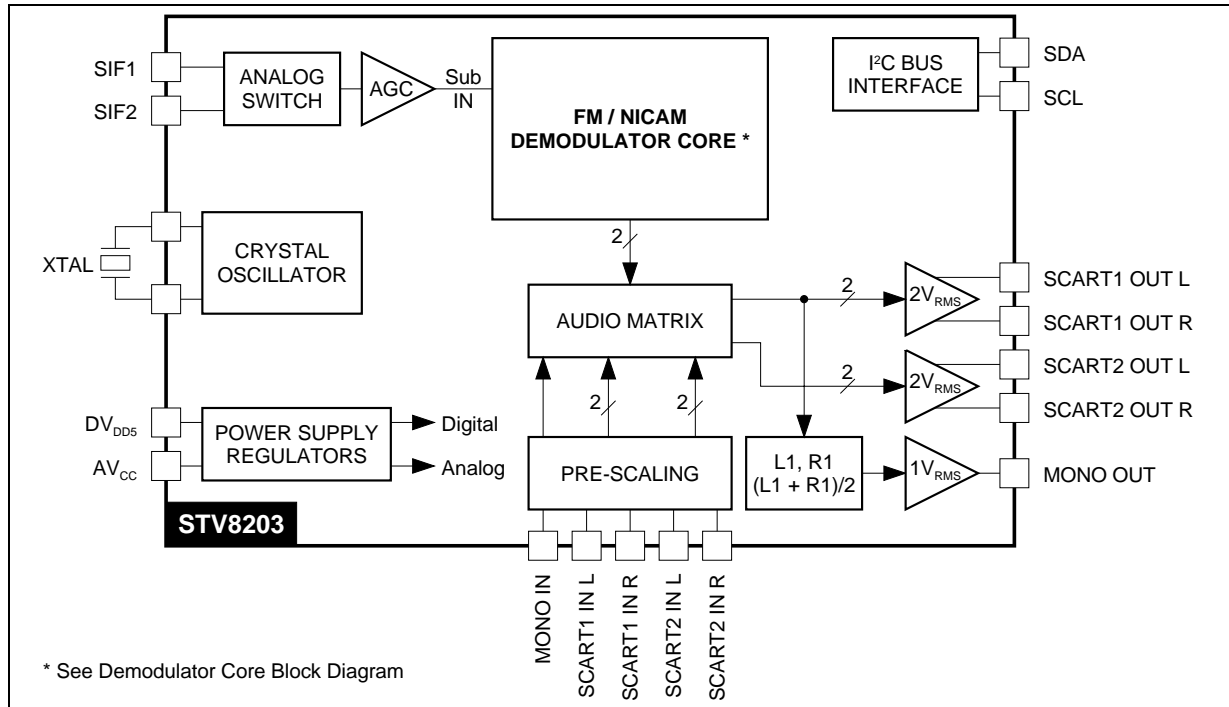 SIF1
SIF2
ANALOG
SWITCH
AGC
Sub
IN
FM / NICAM
DEMODULATOR CORE *
I²C BUS
INTERFACE
SDA
SCL
XTAL
CRYSTAL
OSCILLATOR
2
AUDIO MATRIX
2
2V_RMS
SCART1 OUT L
SCART1 OUT R
2
2V_RMS
SCART2 OUT L
SCART2 OUT R
2
2
DV_DD5
AV_CC
POWER SUPPLY
REGULATORS
Digital
Analog
PRE-SCALING
L1, R1
(L1 + R1)/2
1V_RMS
MONO OUT
STV8203
MONO IN
SCART1 IN L
SCART1 IN R
SCART2 IN L
SCART2 IN R
* See Demodulator Core Block Diagram